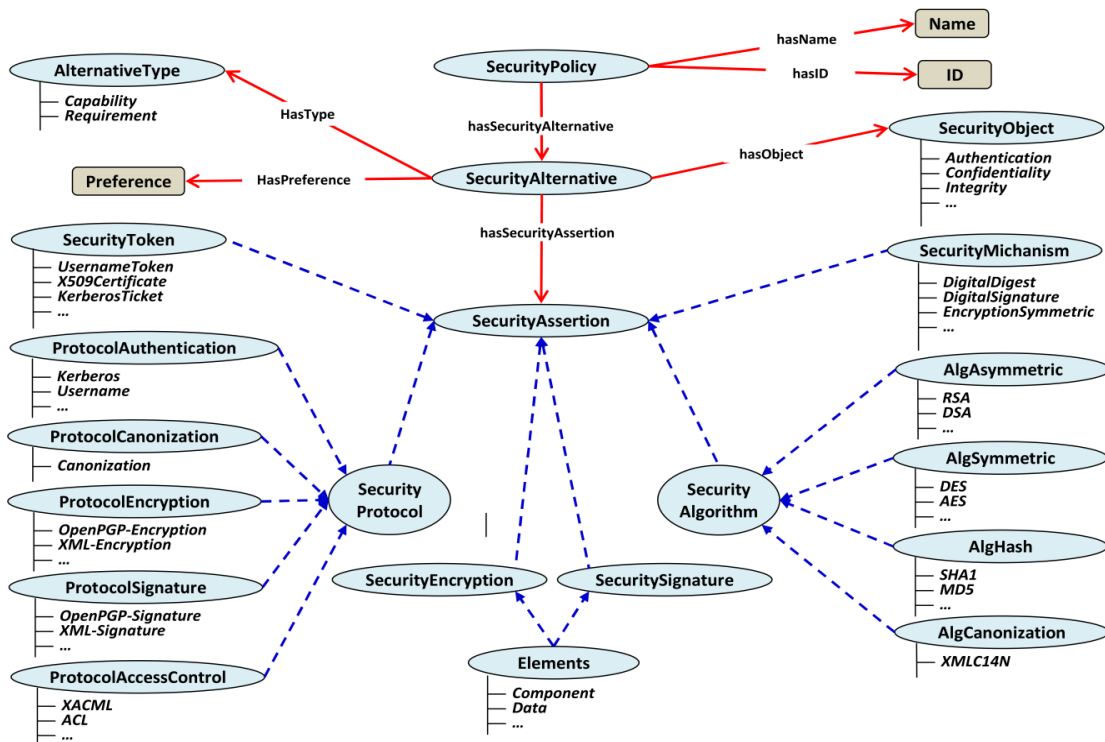 Name
hasName
SecurityPolicy
hasID
ID
AlternativeType
Capability
Requirement
HasType
hasSecurityAlternative
SecurityObject
Authentication
Confidentiality
Integrity
...
hasObject
Preference
HasPreference
SecurityAlternative
hasSecurityAssertion
SecurityToken
UsernameToken
X509Certificate
KerberosTicket
...
SecurityMichanism
DigitalDigest
DigitalSignature
EncryptionSymmetric
...
SecurityAssertion
ProtocolAuthentication
Kerberos
Username
...
AlgAsymmetric
RSA
DSA
...
ProtocolCanonization
Canonization
AlgSymmetric
DES
AES
...
ProtocolEncryption
OpenPGP-Encryption
XML-Encryption
...
Security
Protocol
Security
Algorithm
AlgHash
SHA1
MD5
...
SecurityEncryption
SecuritySignature
ProtocolSignature
OpenPGP-Signature
XML-Signature
...
AlgCanonization
XMLC14N
Elements
Component
Data
...
ProtocolAccessControl
XACML
ACL
...